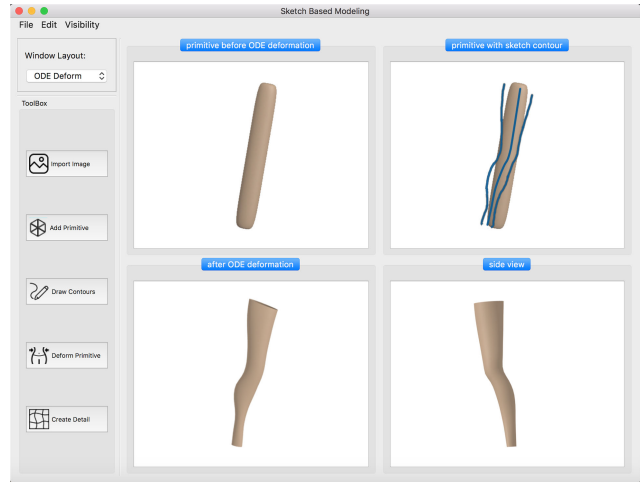 Sketch Based Modeling
File Edit Visibility
Window Layout:
ODE Deform
ToolBox
Import Image
Add Primitive
Draw Contours
Deform Primitive
Create Detail
primitive before ODE deformation
primitive with sketch contour
after ODE deformation
side view